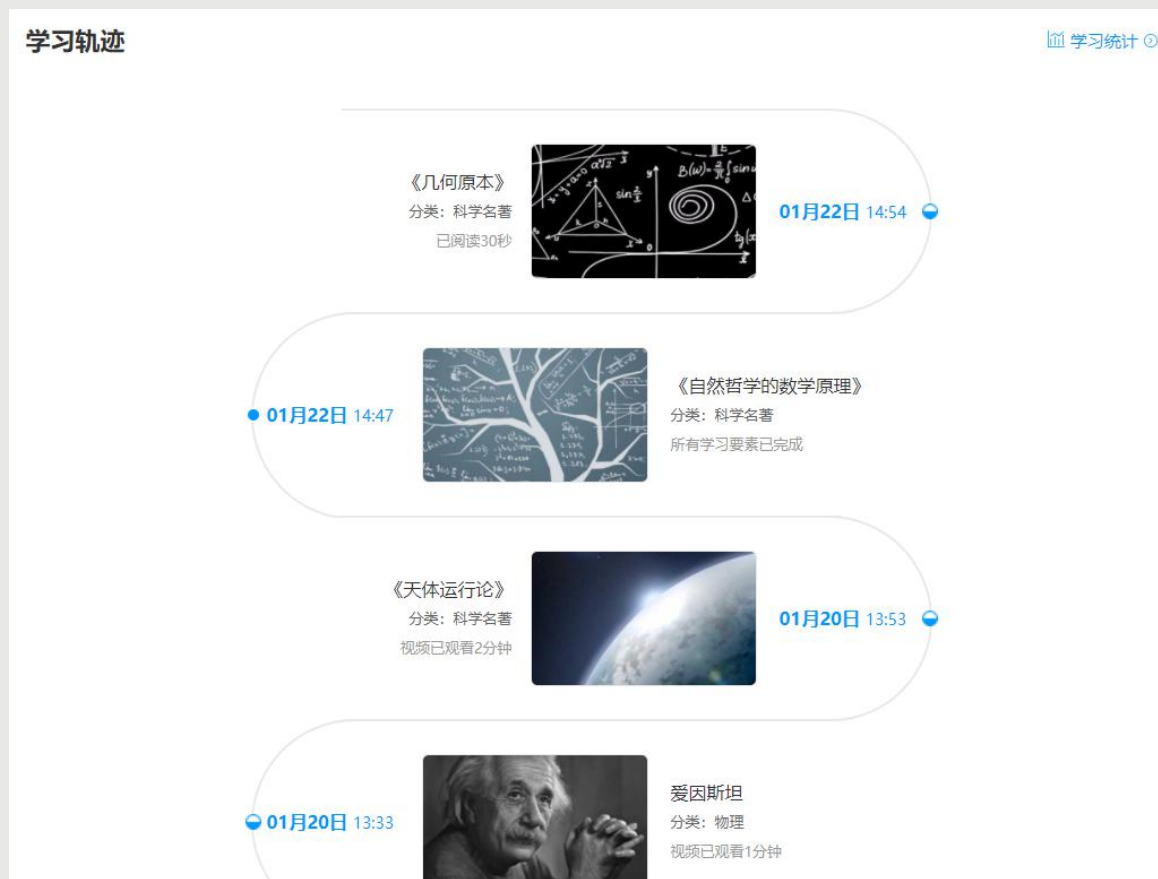 学习轨迹
学习统计
《几何原本》
分类：科学名著
已阅读30秒
01月22日 14:54
01月22日 14:47
《自然哲学的数学原理》
分类：科学名著
所有学习要素已完成
《天体运行论》
分类：科学名著
视频已观看2分钟
01月20日 13:53
01月20日 13:33
爱因斯坦
分类：物理
视频已观看1分钟